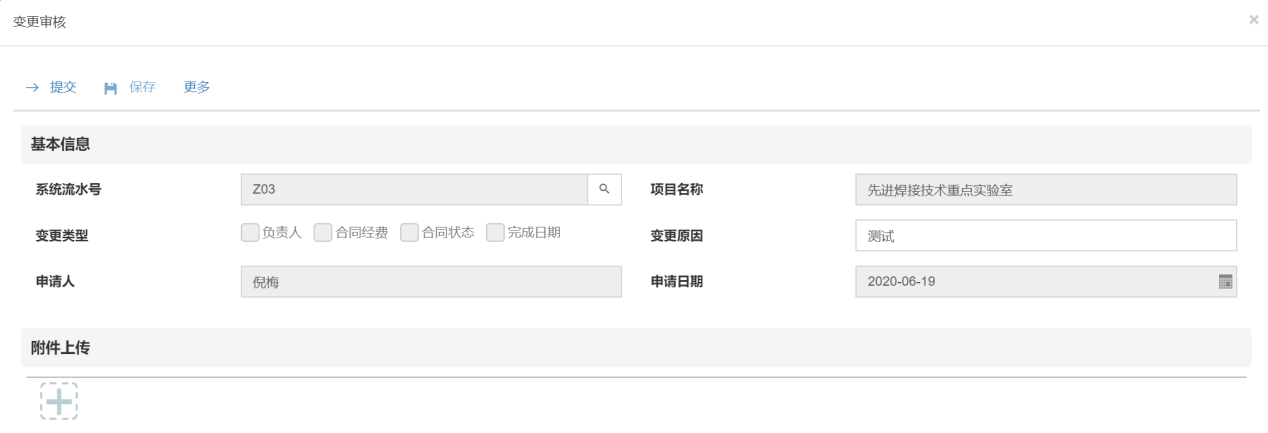 变更审核 ×
提交 保存 更多
基本信息
系统流水号 Z03 项目名称 先进焊接技术重点实验室
变更类型 负责人 合同经费 合同状态 完成日期 变更原因 测试
申请人 倪梅 申请日期 2020-06-19
附件上传